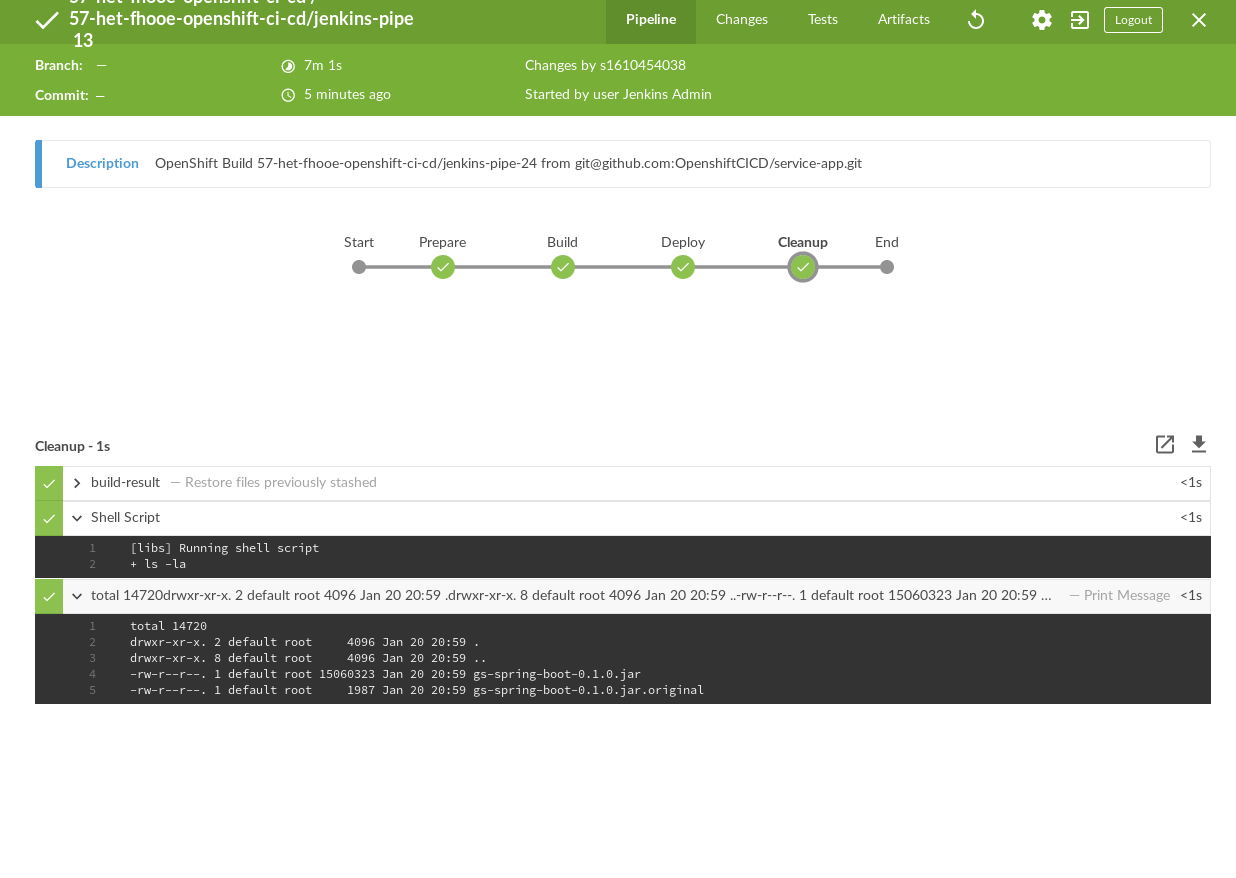 57-het-fhooe-openshift-ci-cd /
57-het-fhooe-openshift-ci-cd/jenkins-pipe
13
Pipeline
Changes
Tests
Artifacts
Logout
Branch: —
7m 1s
Changes by s1610454038
Commit: —
5 minutes ago
Started by user Jenkins Admin
Description OpenShift Build 57-het-fhooe-openshift-ci-cd/jenkins-pipe-24 from git@github.com:OpenshiftCICD/service-app.git
Start
Prepare
Build
Deploy
Cleanup
End
Cleanup - 1s
build-result — Restore files previously stashed <1s
Shell Script <1s
1 [libs] Running shell script
2 + ls -la
total 14720drwxr-xr-x. 2 default root 4096 Jan 20 20:59 .drwxr-xr-x. 8 default root 4096 Jan 20 20:59 ..-rw-r--r--. 1 default root 15060323 Jan 20 20:59 ... — Print Message <1s
1 total 14720
2 drwxr-xr-x. 2 default root     4096 Jan 20 20:59 .
3 drwxr-xr-x. 8 default root     4096 Jan 20 20:59 ..
4 -rw-r--r--. 1 default root 15060323 Jan 20 20:59 gs-spring-boot-0.1.0.jar
5 -rw-r--r--. 1 default root     1987 Jan 20 20:59 gs-spring-boot-0.1.0.jar.original